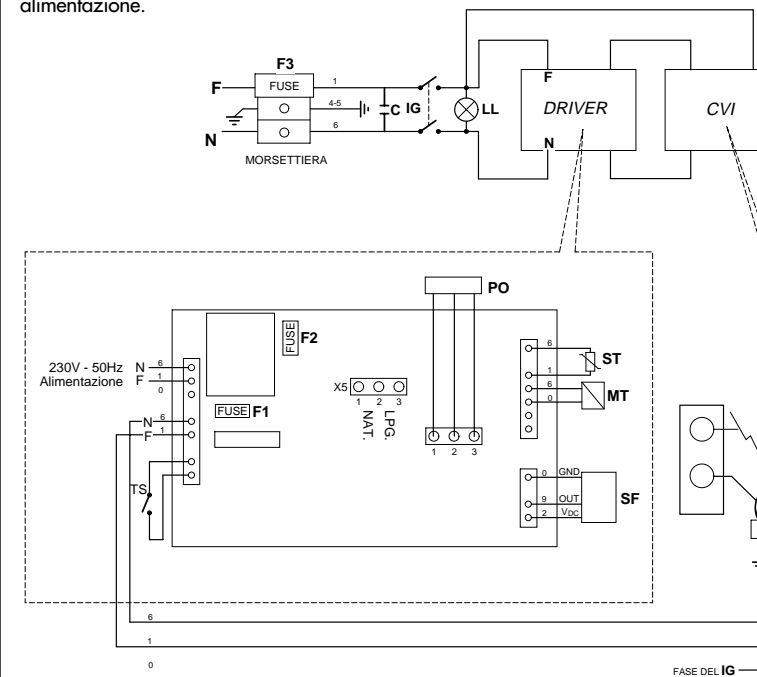 alimentazione.
F3
F FUSE 1
4-5 C IG LL
N 6
MORSETTIERA
F
DRIVER
N
CVI
PO
FUSE F2
230V - 50Hz N 6
Alimentazione F 1
0
X5
1 2 3
NAT. LPG.
FUSE F1
N 6
F 1
TS
1 2 3
6 ST
1
6 MT
0
0 GND
9 OUT SF
2 VDC
6
1
0
FASE DEL IG